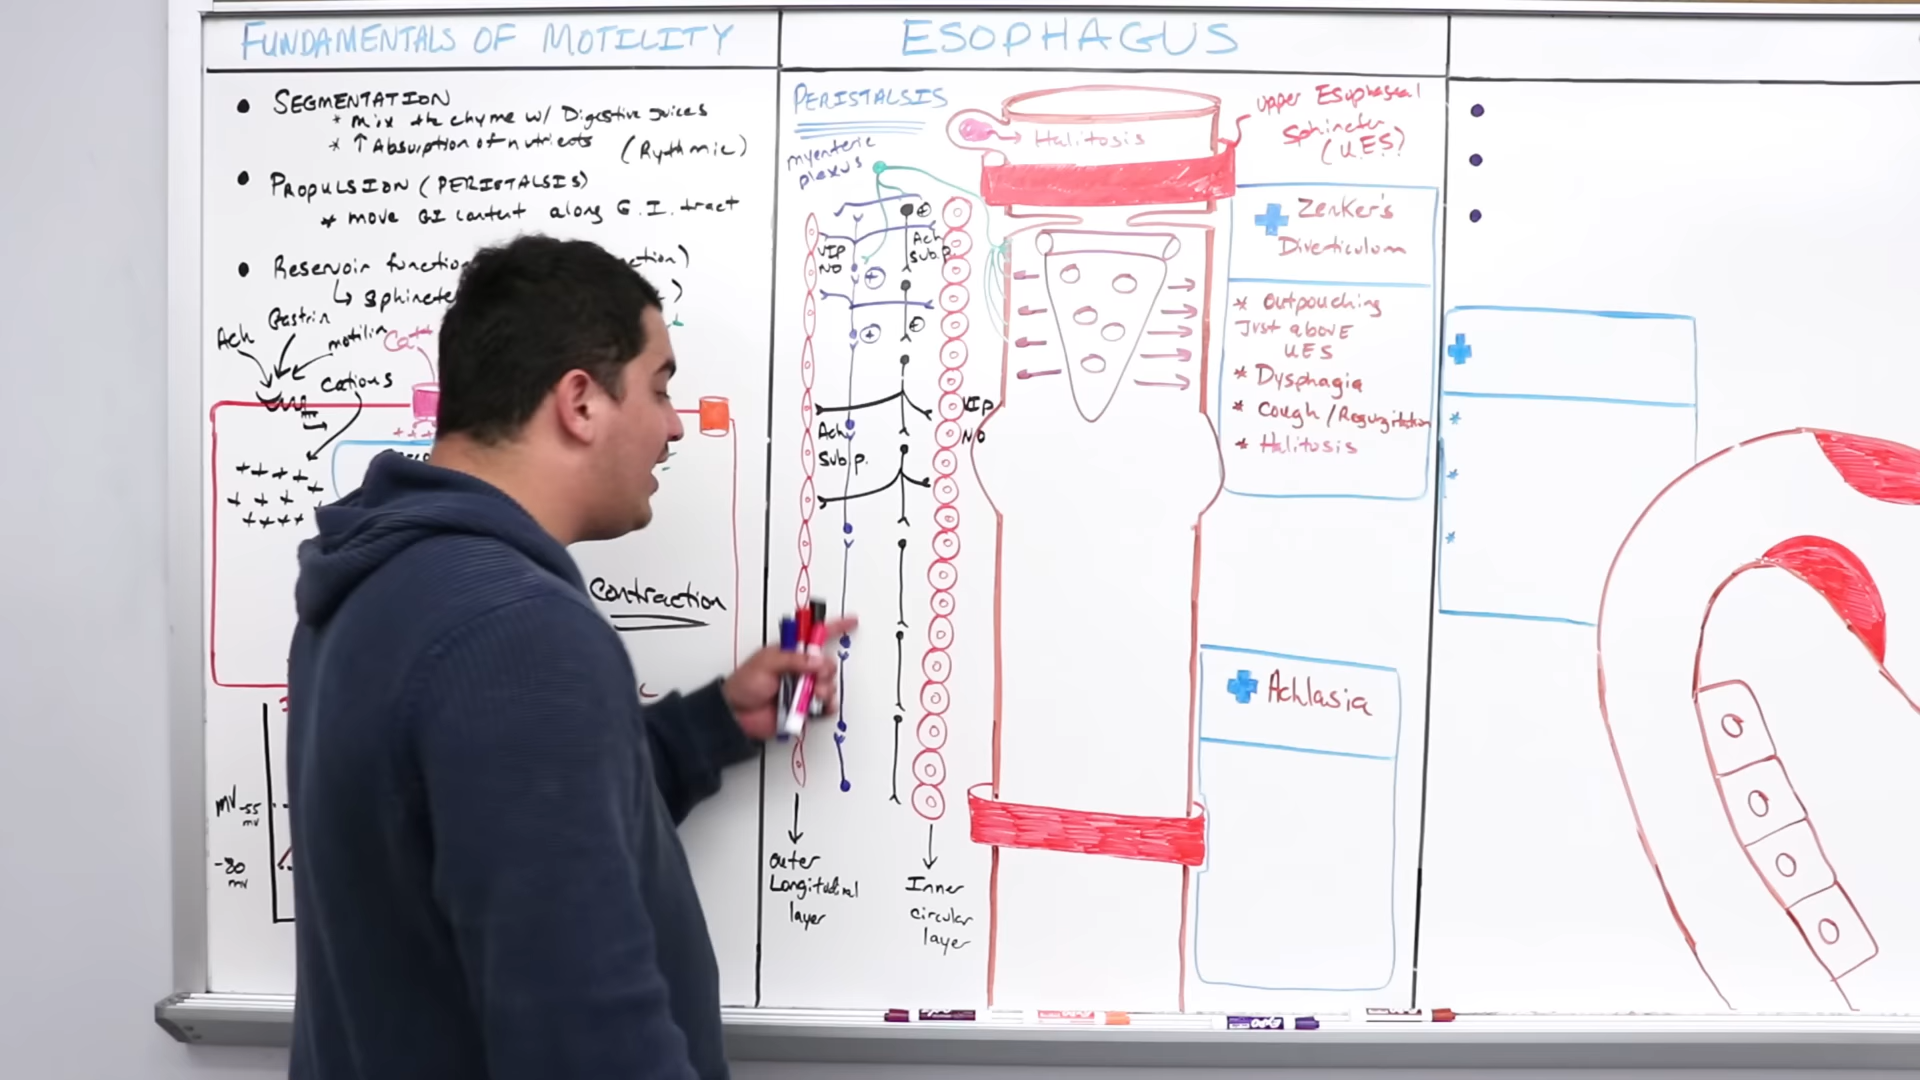 FUNDAMENTALS OF MOTILITY
• SEGMENTATION
* mix the chyme w/ Digestive Juices
* ↑ Absorption of nutrients (Rythmic)
• PROPULSION (PERISTALSIS)
* move GI content along G.I. tract
• Reservoir function
↳ sphincte
Ach
Gastrin
motilin
Cations
+ + + +
+ + + +
+ + + +
contraction
mV
-55
mv
-80
mv
ESOPHAGUS
PERISTALSIS
myenteric
plexus
VIP
NO
Ach
Sub p.
Ach
Sub p.
VIP
NO
outer
Longitudinal
layer
Inner
circular
layer
Halitosis
upper Esophageal
Sphincter
(UES)
Zenker's
Diverticulum
* outpouching
Just above
UES
* Dysphagia
* Cough / Regurgitation
* Halitosis
Achlasia